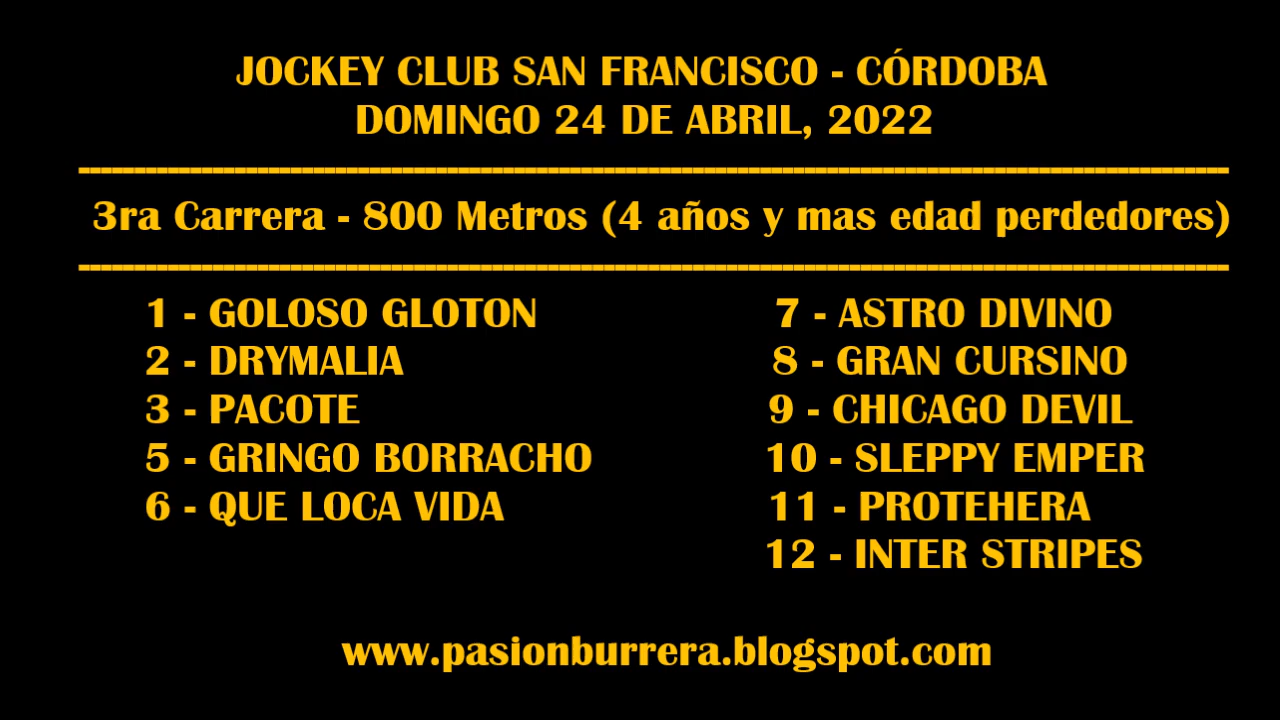 JOCKEY CLUB SAN FRANCISCO - CÓRDOBA
DOMINGO 24 DE ABRIL, 2022
3ra Carrera - 800 Metros (4 años y mas edad perdedores)
1 - GOLOSO GLOTON
2 - DRYMALIA
3 - PACOTE
5 - GRINGO BORRACHO
6 - QUE LOCA VIDA
7 - ASTRO DIVINO
8 - GRAN CURSINO
9 - CHICAGO DEVIL
10 - SLEPPY EMPER
11 - PROTEHERA
12 - INTER STRIPES
www.pasionburrera.blogspot.com